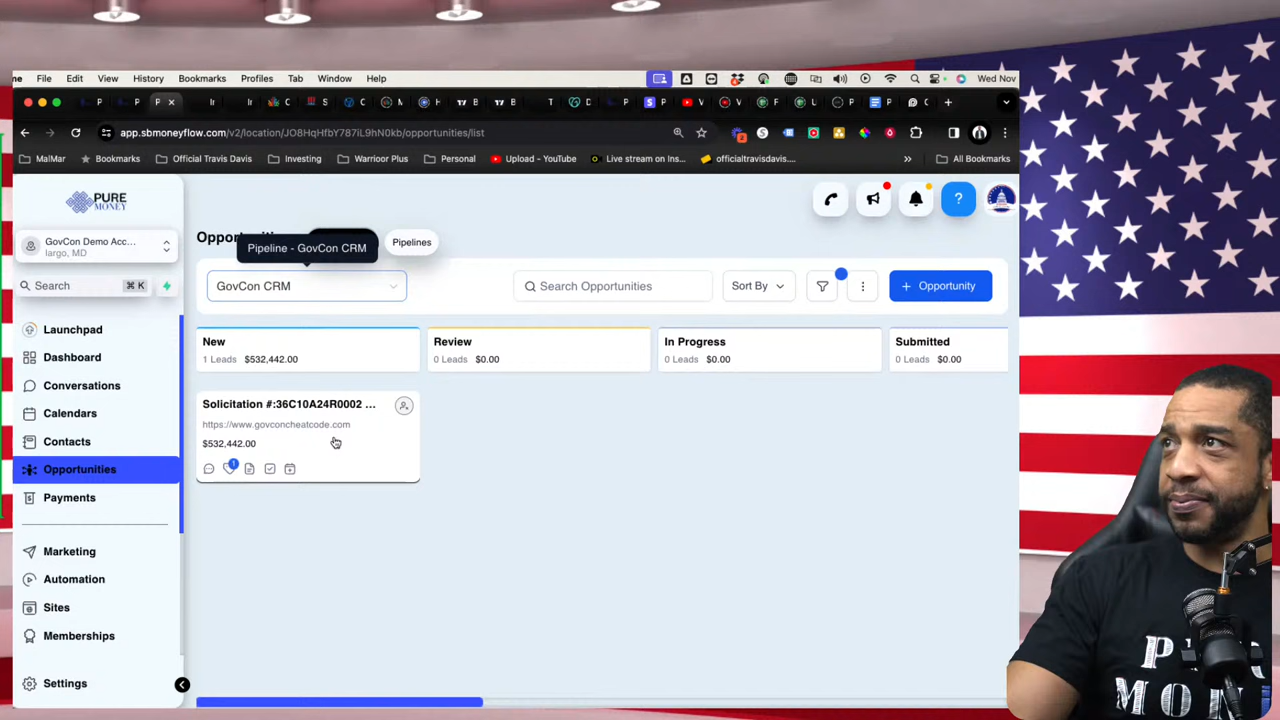 File Edit View History Bookmarks Profiles Tab Window Help Wed Nov
app.sbmoneyflow.com/v2/location/JO8HqHfbY787iL9hN0kb/opportunities/list
MalMar Bookmarks Official Travis Davis Investing Warrioor Plus Personal Upload - YouTube Live stream on Ins... officialtravisdavis.... » All Bookmarks
PURE
MONEY
GovCon Demo Acc...
largo, MD
Search ⌘ K
Launchpad
Dashboard
Conversations
Calendars
Contacts
Opportunities
Payments
Marketing
Automation
Sites
Memberships
Settings
Pipelines
Pipeline - GovCon CRM
GovCon CRM
Search Opportunities
Sort By
+ Opportunity
New
1 Leads $532,442.00
Review
0 Leads $0.00
In Progress
0 Leads $0.00
Submitted
0 Leads $0.00
Solicitation #:36C10A24R0002 ...
https://www.govconcheatcode.com
$532,442.00
1